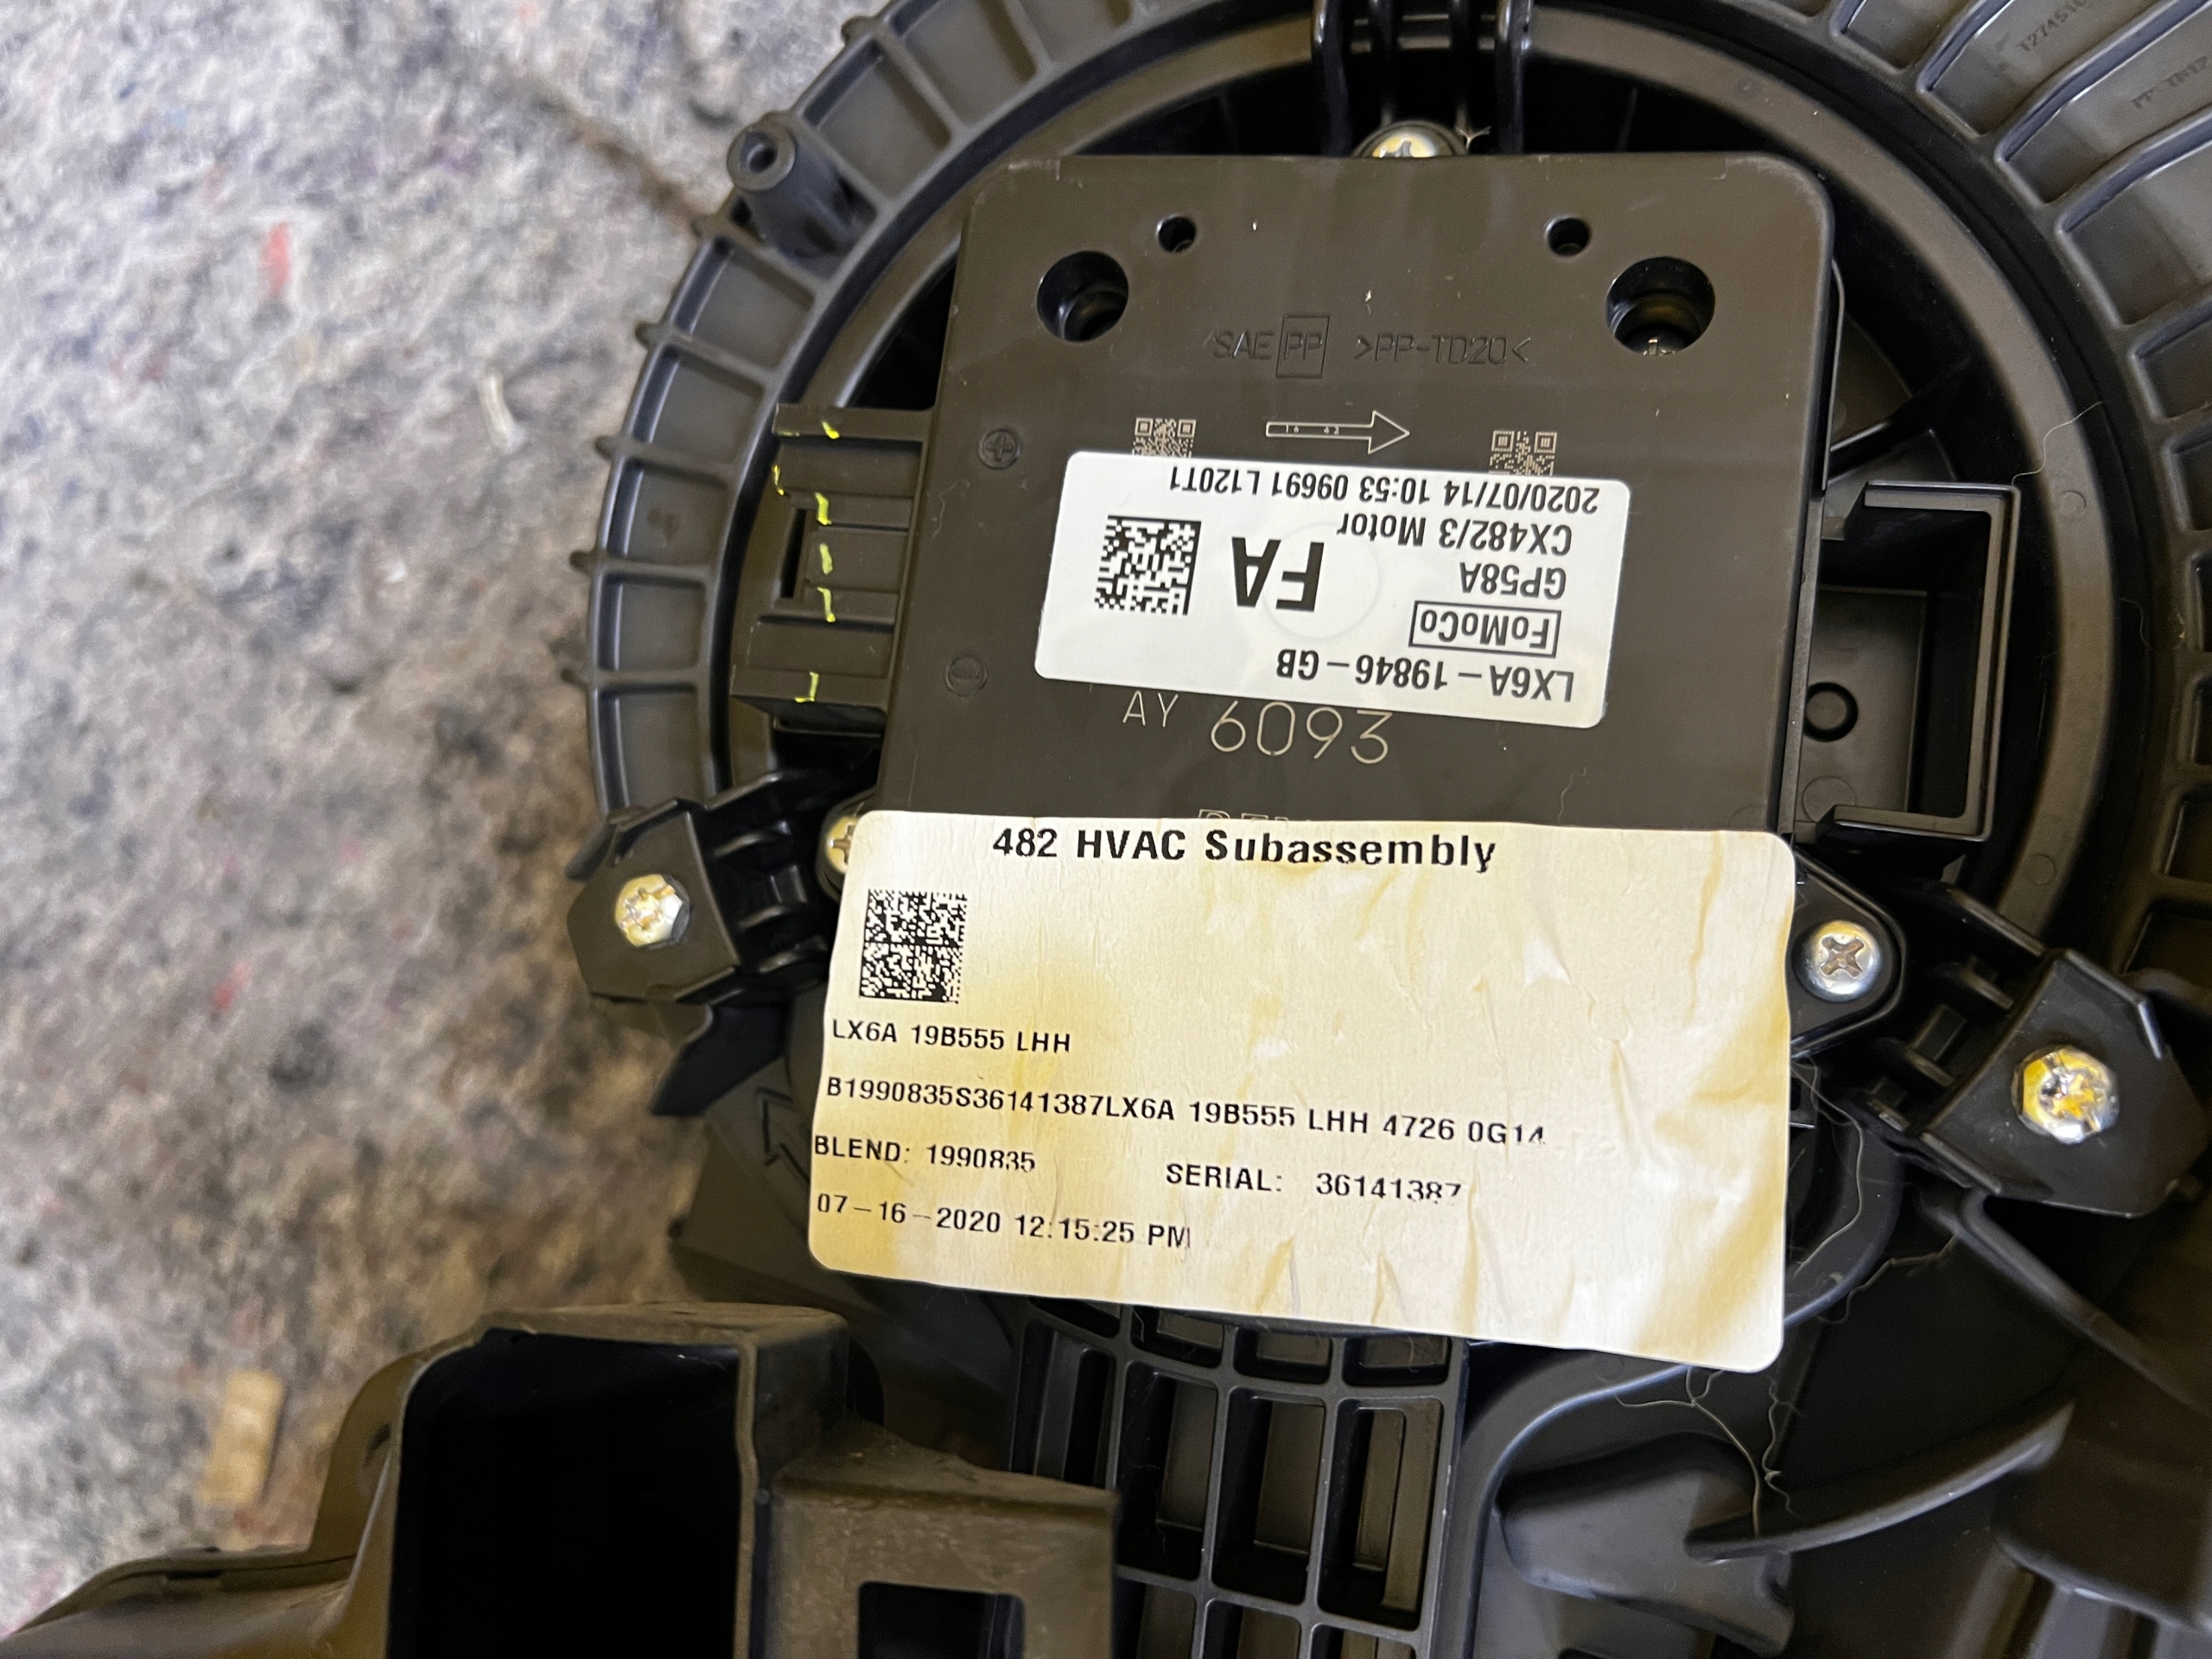 SAE PP >PP-TD20<
LX6A-19846-GB
FoMoCo
GP58A
FA
CX482/3 Motor
2020/07/14 10:53 09691 L120T1
AY 6093
482 HVAC Subassembly
LX6A 19B555 LHH
B1990835S36141387LX6A 19B555 LHH 4726 0G14
BLEND: 1990835
SERIAL: 36141387
07-16-2020 12:15:25 PM